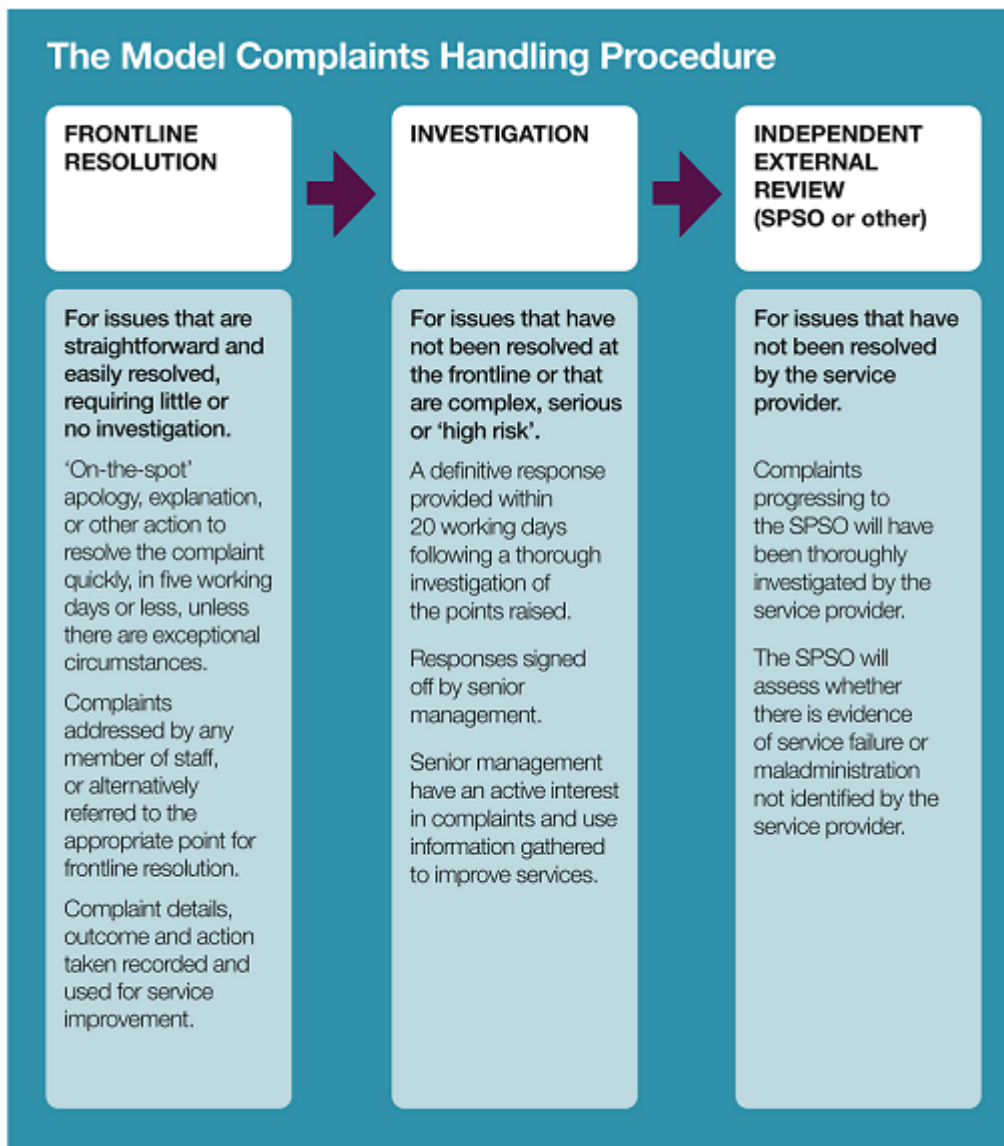 The Model Complaints Handling Procedure
FRONTLINE
RESOLUTION
INVESTIGATION
INDEPENDENT
EXTERNAL
REVIEW
(SPSO or other)
For issues that are
straightforward and
easily resolved,
requiring little or
no investigation.
‘On-the-spot’
apology, explanation,
or other action to
resolve the complaint
quickly, in five working
days or less, unless
there are exceptional
circumstances.
Complaints
addressed by any
member of staff,
or alternatively
referred to the
appropriate point for
frontline resolution.
Complaint details,
outcome and action
taken recorded and
used for service
improvement.
For issues that have
not been resolved at
the frontline or that
are complex, serious
or ‘high risk’.
A definitive response
provided within
20 working days
following a thorough
investigation of
the points raised.
Responses signed
off by senior
management.
Senior management
have an active interest
in complaints and use
information gathered
to improve services.
For issues that have
not been resolved
by the service
provider.
Complaints
progressing to
the SPSO will have
been thoroughly
investigated by the
service provider.
The SPSO will
assess whether
there is evidence
of service failure or
maladministration
not identified by the
service provider.